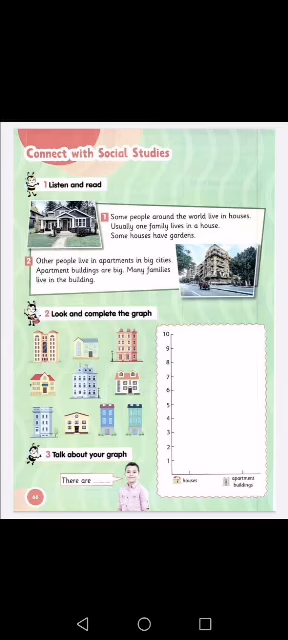 Connect with Social Studies
1 Listen and read
1 Some people around the world live in houses.
Usually one family lives in a house.
Some houses have gardens.
2 Other people live in apartments in big cities.
Apartment buildings are big. Many families
live in the building.
2 Look and complete the graph
10
9
8
7
6
5
4
3
2
1
houses
apartment
buildings
3 Talk about your graph
There are ........
44